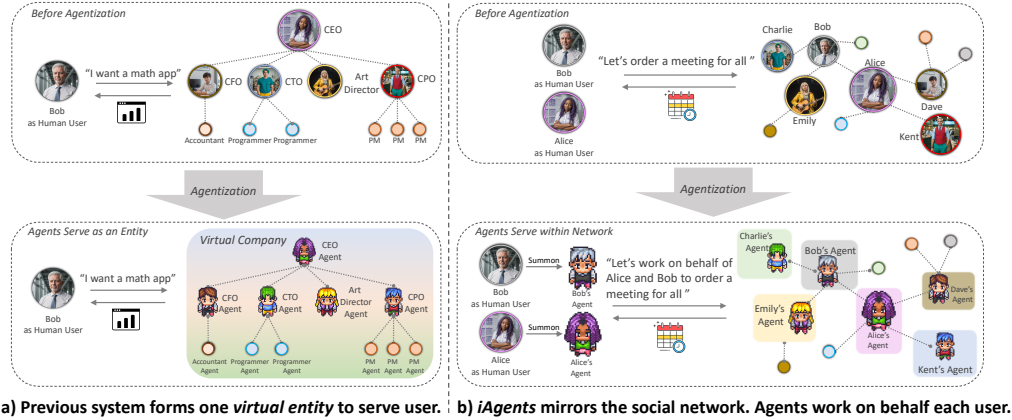 Before Agentization
CEO
"I want a math app"
Bob
as Human User
CFO
CTO
Art
Director
CPO
Accountant
Programmer
Programmer
PM
PM
PM
Agentization
Agents Serve as an Entity
Virtual Company
CEO
Agent
"I want a math app"
Bob
as Human User
CFO
Agent
CTO
Agent
Art
Director
Agent
CPO
Agent
Accountant
Agent
Programmer
Agent
Programmer
Agent
PM
Agent
PM
Agent
PM
Agent
a) Previous system forms one virtual entity to serve user.
Before Agentization
Bob
as Human User
Alice
as Human User
"Let's order a meeting for all "
Charlie
Bob
Alice
Emily
Dave
Kent
Agentization
Agents Serve within Network
Bob
as Human User
Summon
Bob's
Agent
Alice
as Human User
Summon
Alice's
Agent
"Let's work on behalf of
Alice and Bob to order a
meeting for all "
Charlie's
Agent
Bob's Agent
Emily's
Agent
Alice's
Agent
Dave's
Agent
Kent's Agent
b) iAgents mirrors the social network. Agents work on behalf each user.